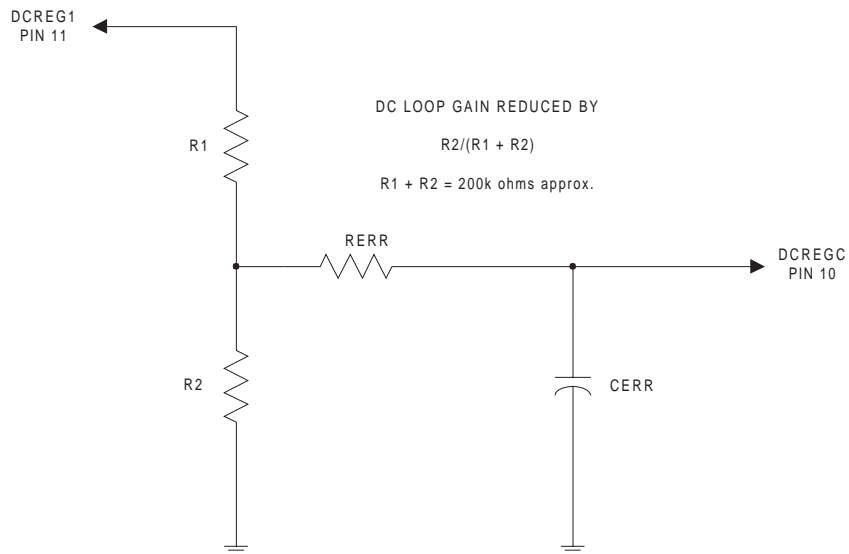 DCREG1
PIN 11
DC LOOP GAIN REDUCED BY
R1
R2/(R1 + R2)
R1 + R2 = 200k ohms approx.
RERR
DCREGC
PIN 10
R2
CERR